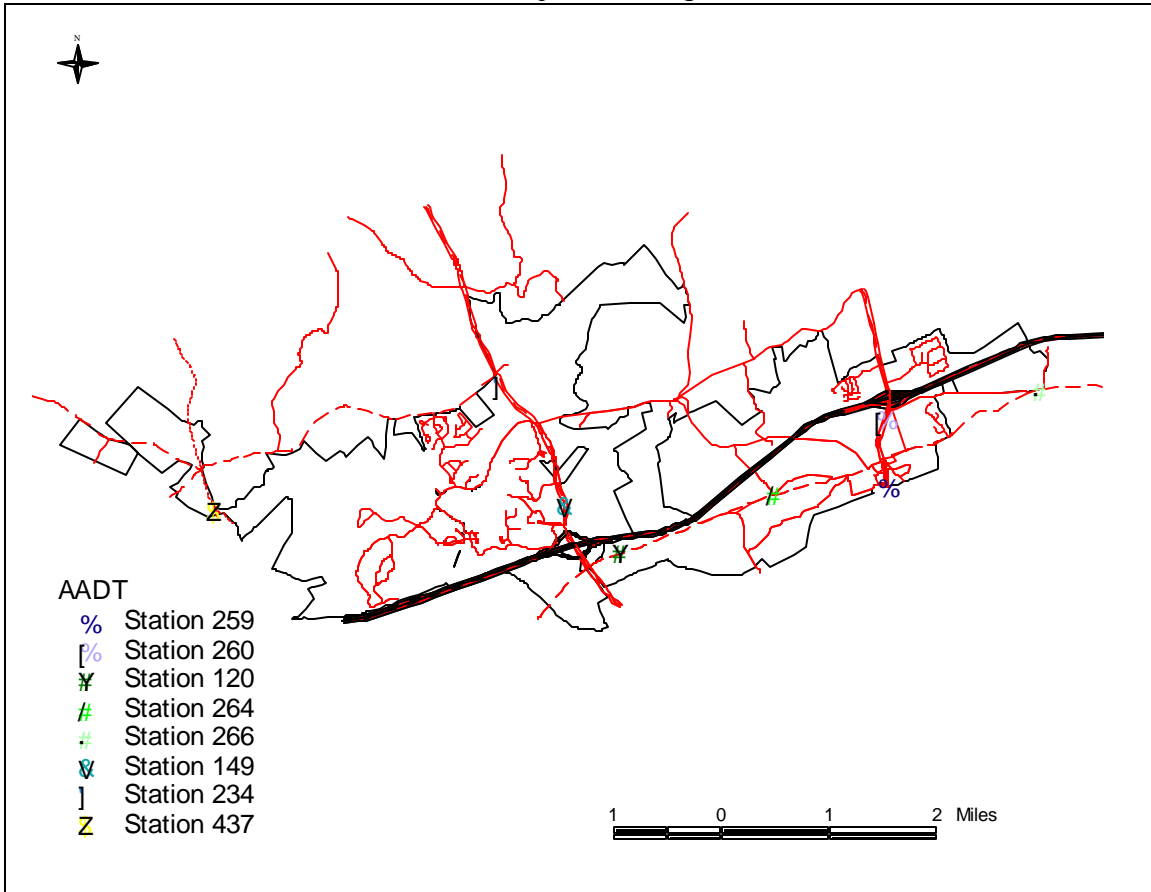 N
AADT
% Station 259
[% Station 260
¥# Station 120
/# Station 264
·# Station 266
V& Station 149
] Station 234
Z Station 437
1 0 1 2 Miles